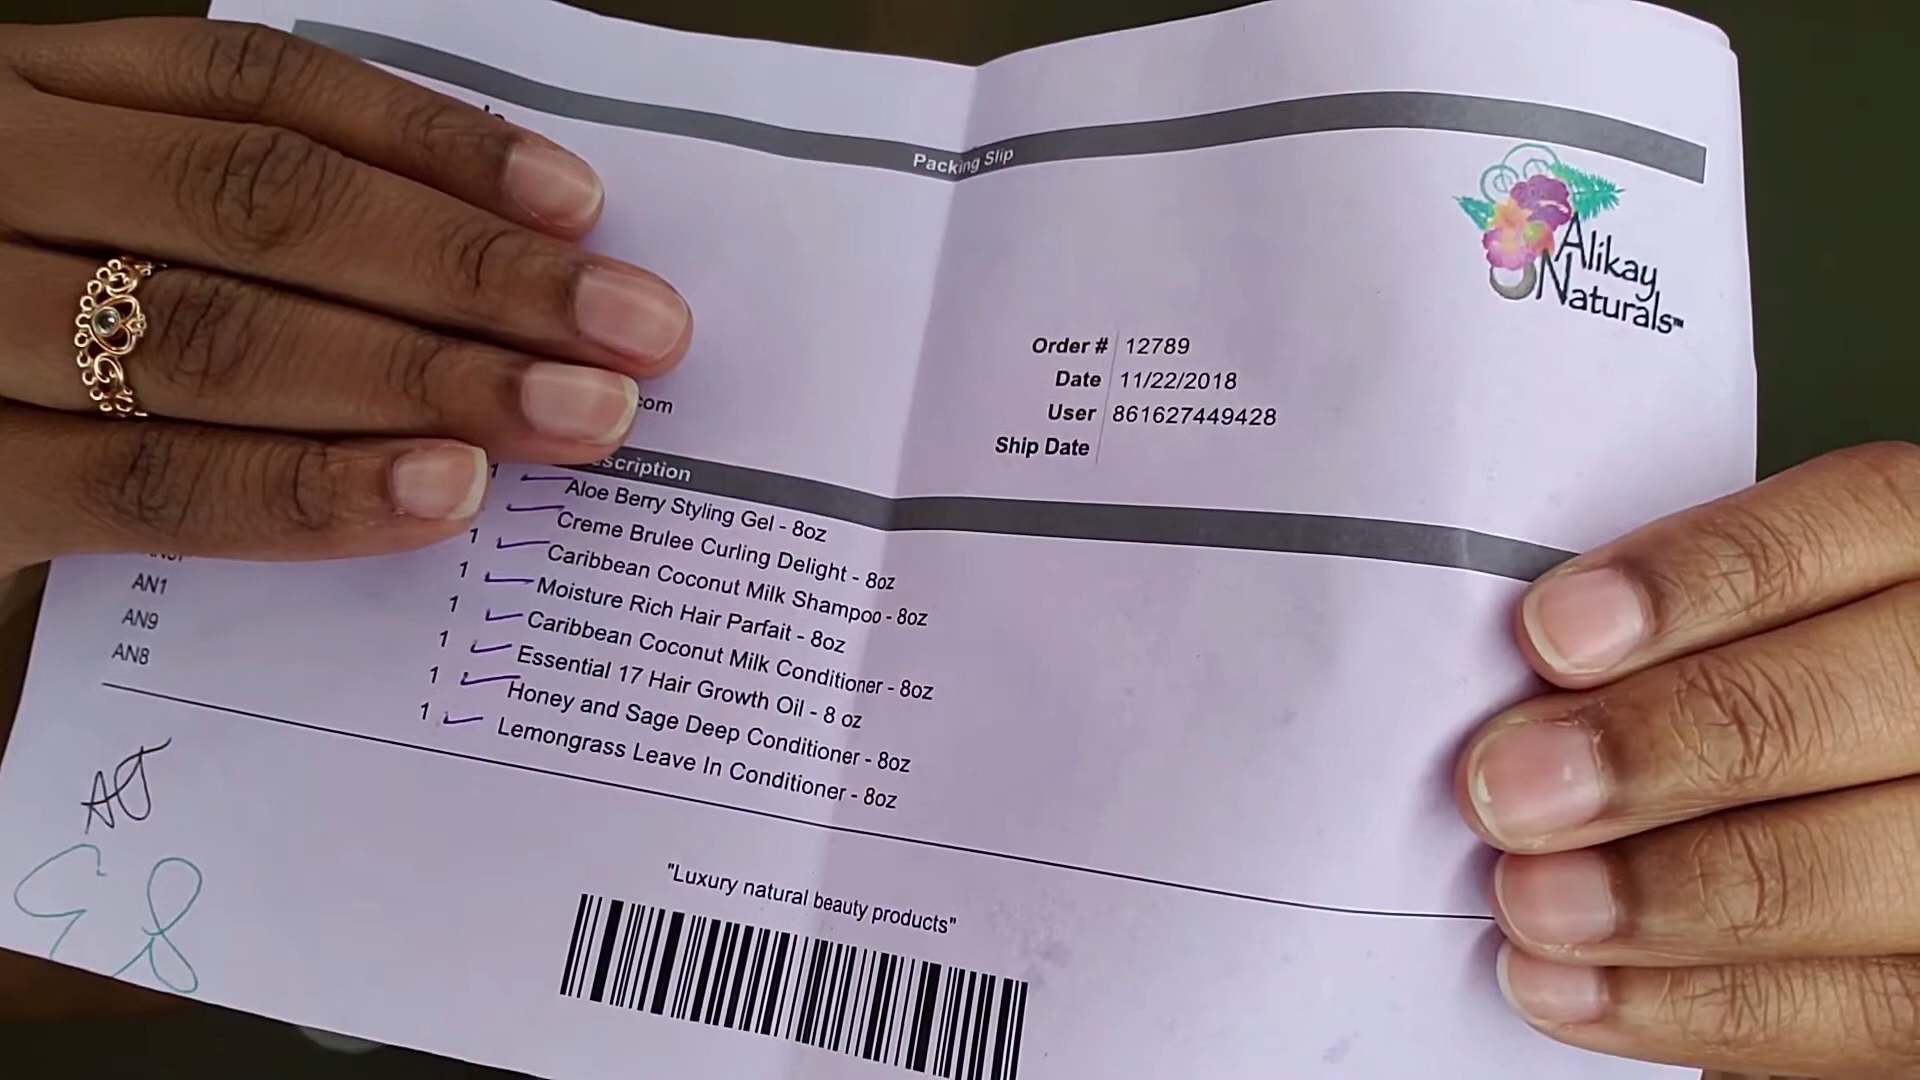 Packing Slip
Alikay
Naturals™
Order # 12789
Date 11/22/2018
User 861627449428
Ship Date
com
scription
1 Aloe Berry Styling Gel - 8oz
Creme Brulee Curling Delight - 8oz
1 Caribbean Coconut Milk Shampoo - 8oz
1 Moisture Rich Hair Parfait - 8oz
1 Caribbean Coconut Milk Conditioner - 8oz
AN1 1 Essential 17 Hair Growth Oil - 8 oz
AN9 1 Honey and Sage Deep Conditioner - 8oz
AN8 1 Lemongrass Leave In Conditioner - 8oz
"Luxury natural beauty products"